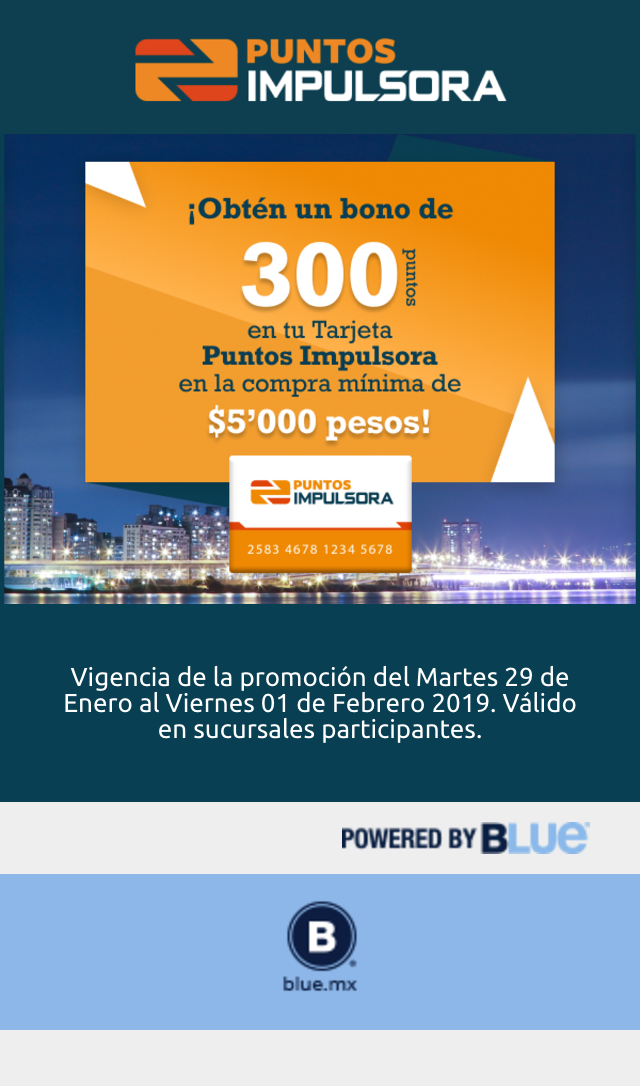 PUNTOS
IMPULSORA
¡Obtén un bono de
300 puntos
en tu Tarjeta
Puntos Impulsora
en la compra mínima de
$5’000 pesos!
PUNTOS
IMPULSORA
2583 4678 1234 5678
Vigencia de la promoción del Martes 29 de
Enero al Viernes 01 de Febrero 2019. Válido
en sucursales participantes.
POWERED BY BLUe
B
blue.mx